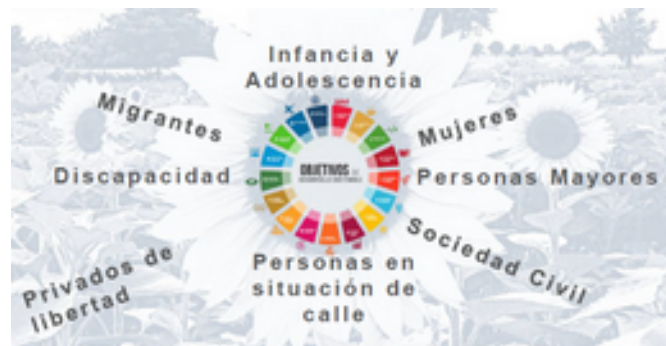 Infancia y
Adolescencia
Migrantes
Mujeres
Discapacidad
OBJETIVOS
Personas Mayores
Sociedad Civil
Personas en
situación de
calle
Privados de
libertad